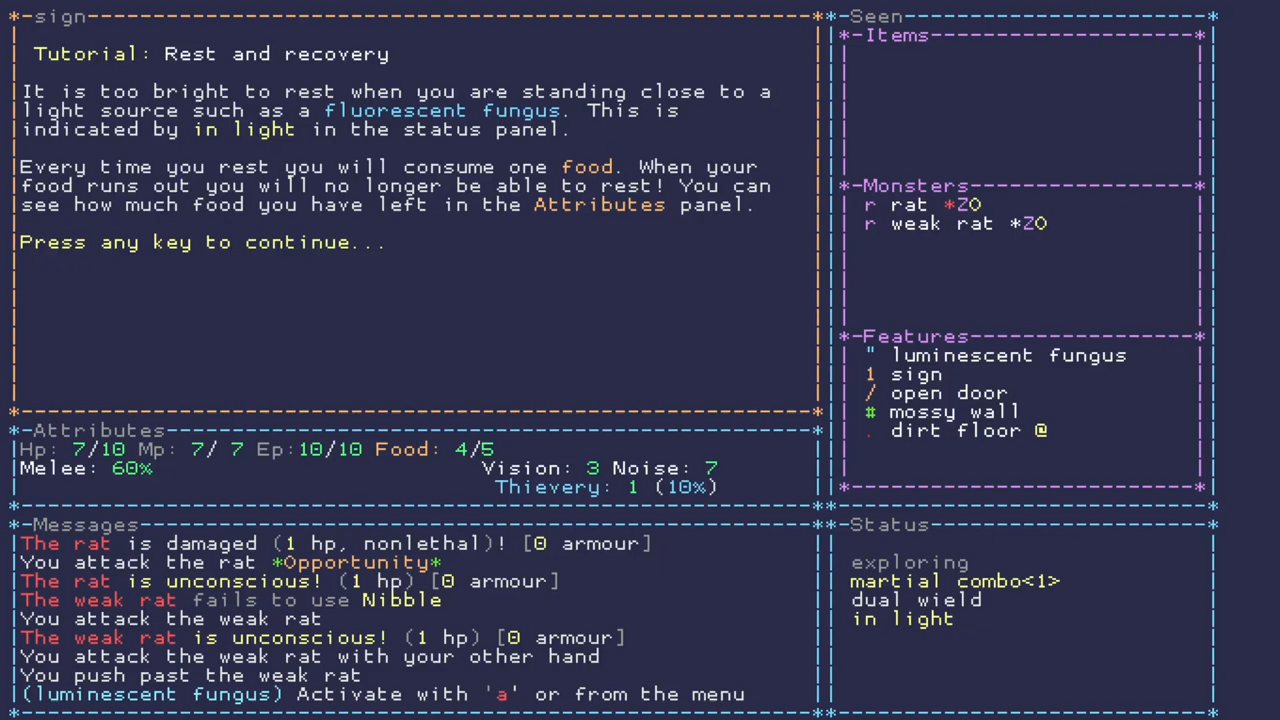 sign
Tutorial: Rest and recovery
It is too bright to rest when you are standing close to a
light source such as a fluorescent fungus. This is
indicated by in light in the status panel.
Every time you rest you will consume one food. When your
food runs out you will no longer be able to rest! You can
see how much food you have left in the Attributes panel.
Press any key to continue...
Attributes
Hp: 7/10 Mp: 7/ 7 Ep:10/10 Food: 4/5
Melee: 60% Vision: 3 Noise: 7
Thievery: 1 (10%)
Messages
The rat is damaged (1 hp, nonlethal)! [0 armour]
You attack the rat *Opportunity*
The rat is unconscious! (1 hp) [0 armour]
The weak rat fails to use Nibble
You attack the weak rat
The weak rat is unconscious! (1 hp) [0 armour]
You attack the weak rat with your other hand
You push past the weak rat
(luminescent fungus) Activate with 'a' or from the menu
Seen
Items
Monsters
r rat *ZO
r weak rat *ZO
Features
" luminescent fungus
1 sign
/ open door
# mossy wall
. dirt floor @
Status
exploring
martial combo<1>
dual wield
in light